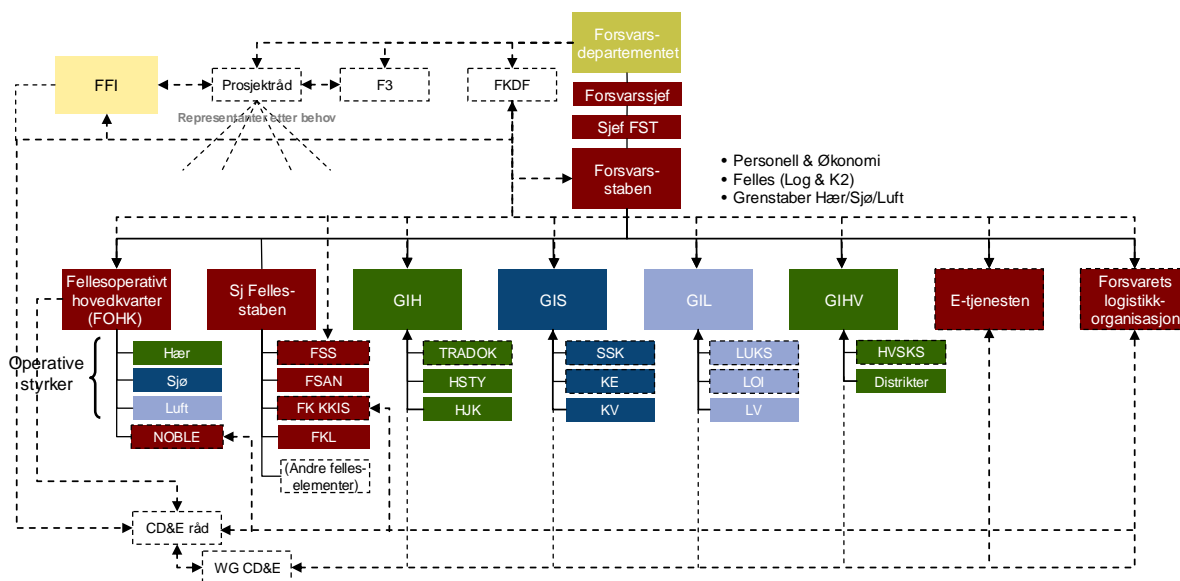 Forsvars-
departementet
FFI
Prosjektråd
F3
FKDF
Forsvarssjef
Representanter etter behov
Sjef FST
Forsvars-
staben
• Personell & Økonomi
• Felles (Log & K2)
• Grenstaber Hær/Sjø/Luft
Fellesoperativt
hovedkvarter
(FOHK)
Sj Felles-
staben
GIH
GIS
GIL
GIHV
E-tjenesten
Forsvarets
logistikk-
organisasjon
Operative
styrker
Hær
Sjø
Luft
NOBLE
FSS
FSAN
FK KKIS
FKL
(Andre felles-
elementer)
TRADOK
HSTY
HJK
SSK
KE
KV
LUKS
LOI
LV
HVSKS
Distrikter
CD&E råd
WG CD&E